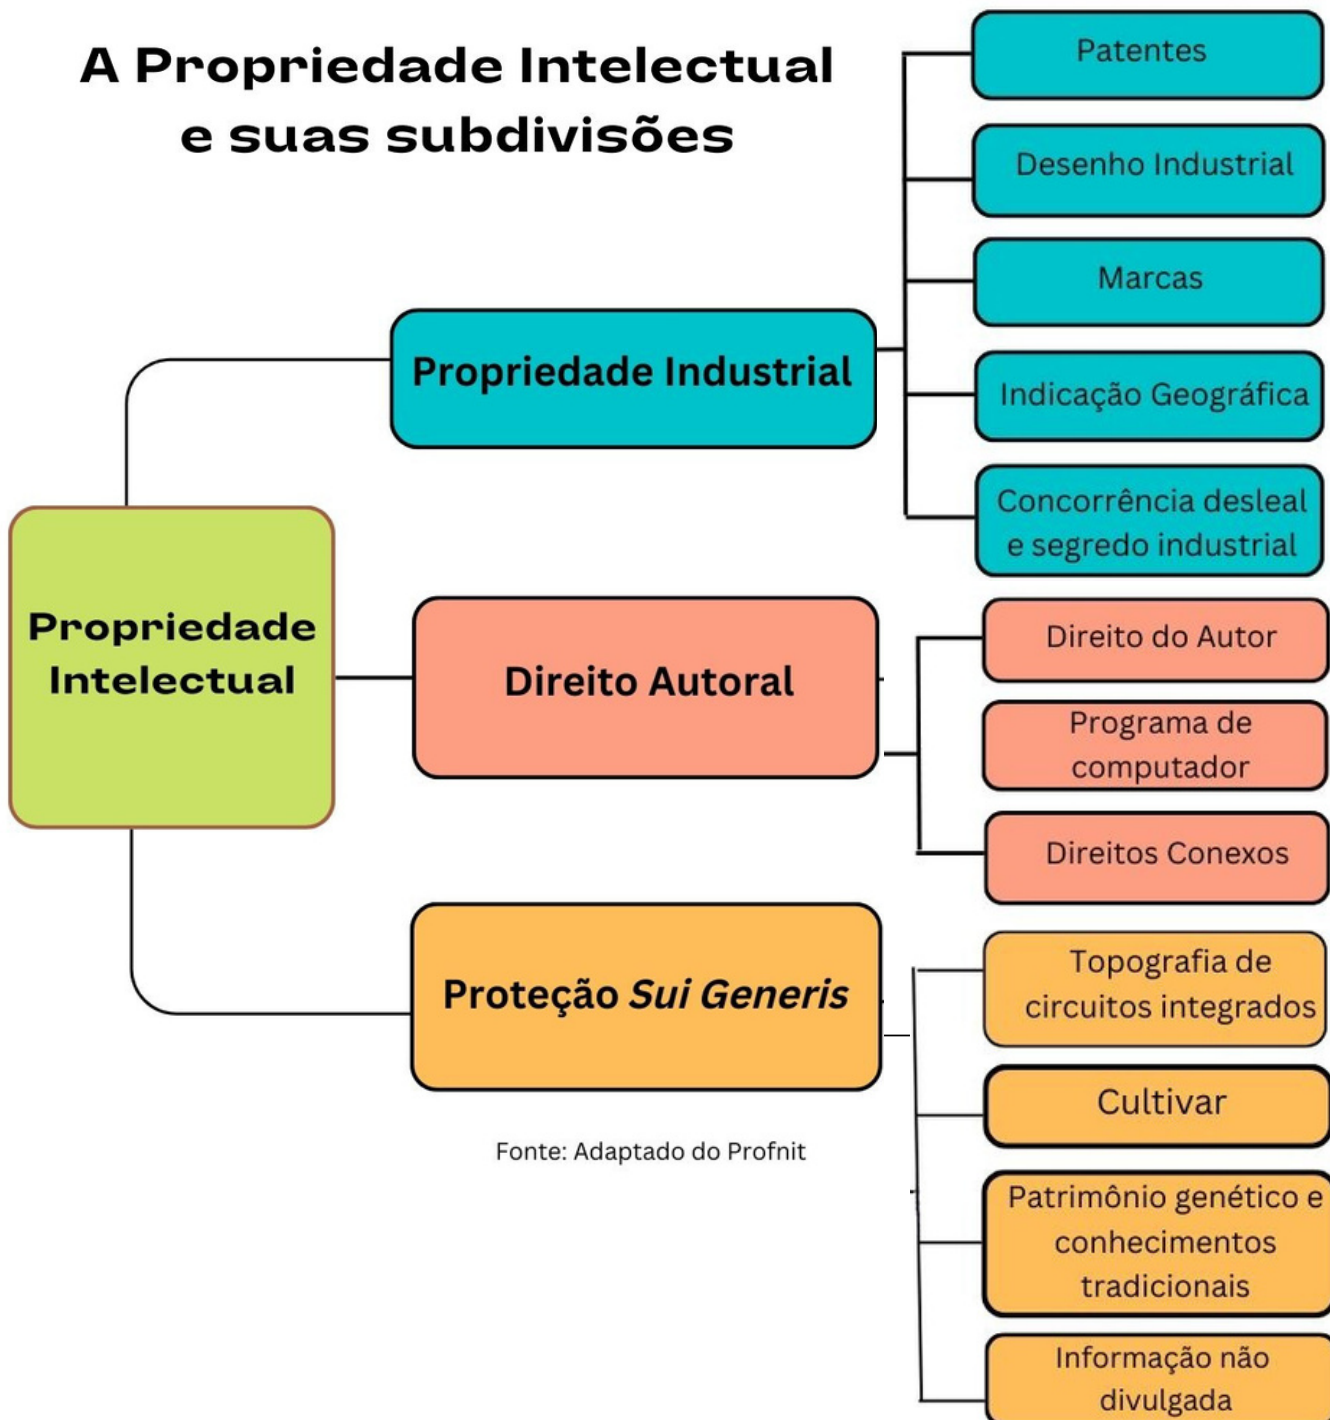 A Propriedade Intelectual
e suas subdivisões
Patentes
Desenho Industrial
Marcas
Indicação Geográfica
Concorrência desleal
e segredo industrial
Propriedade Industrial
Propriedade
Intelectual
Direito Autoral
Direito do Autor
Programa de
computador
Direitos Conexos
Proteção Sui Generis
Topografia de
circuitos integrados
Cultivar
Patrimônio genético e
conhecimentos
tradicionais
Informação não
divulgada
Fonte: Adaptado do Profnit